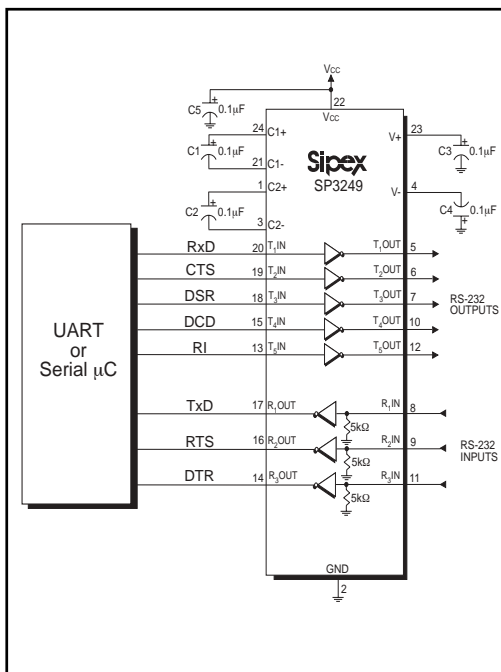 VCC
C5
+
0.1µF
22
VCC
24
C1+
C1
+
0.1µF
21
C1-
1
C2+
C2
+
0.1µF
3
C2-
Sipex
SP3249
V+
23
C3
+
0.1µF
V-
4
C4
+
0.1µF
UART
or
Serial µC
RxD 20 T1IN T1OUT 5
CTS 19 T2IN T2OUT 6
DSR 18 T3IN T3OUT 7
DCD 15 T4IN T4OUT 10
RI 13 T5IN T5OUT 12
RS-232
OUTPUTS
TxD 17 R1OUT R1IN 8
5kΩ
RTS 16 R2OUT R2IN 9
5kΩ
DTR 14 R3OUT R3IN 11
5kΩ
RS-232
INPUTS
GND
2